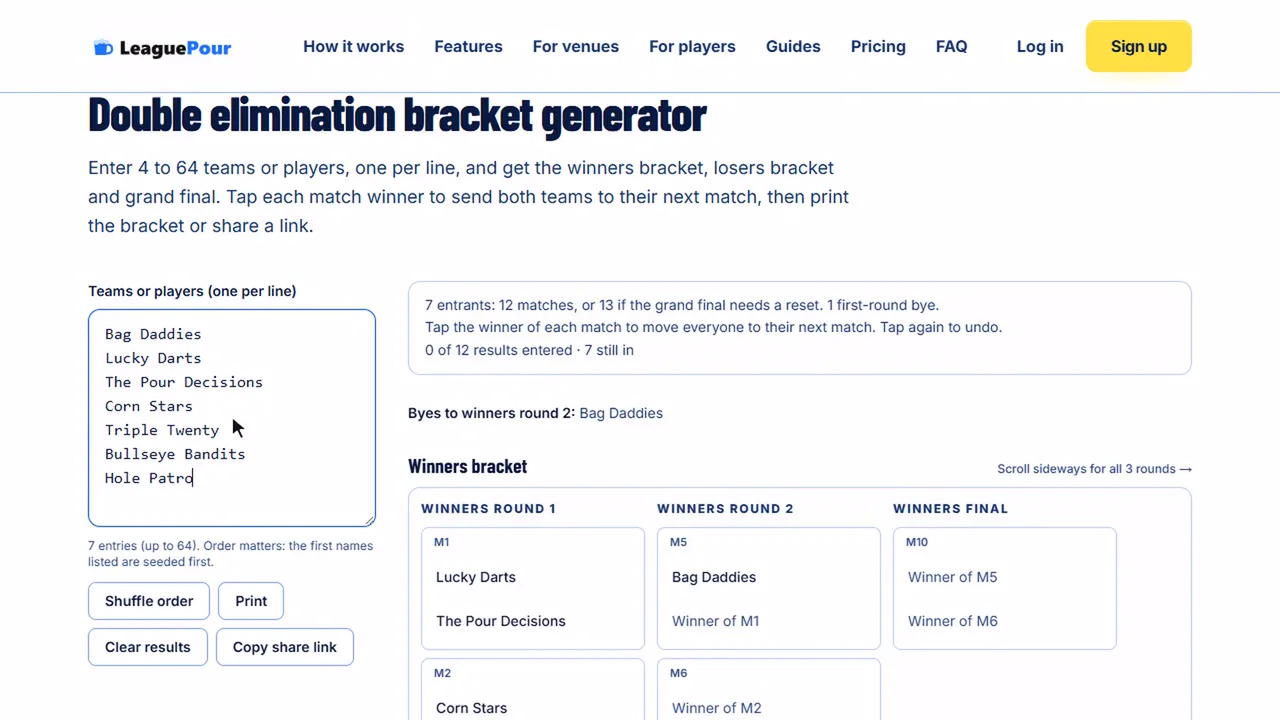 LeaguePour How it works Features For venues For players Guides Pricing FAQ Log in Sign up
Double elimination bracket generator
Enter 4 to 64 teams or players, one per line, and get the winners bracket, losers bracket
and grand final. Tap each match winner to send both teams to their next match, then print
the bracket or share a link.
Teams or players (one per line)
Bag Daddies
Lucky Darts
The Pour Decisions
Corn Stars
Triple Twenty
Bullseye Bandits
Hole Patro
7 entries (up to 64). Order matters: the first names
listed are seeded first.
Shuffle order Print
Clear results Copy share link
7 entrants: 12 matches, or 13 if the grand final needs a reset. 1 first-round bye.
Tap the winner of each match to move everyone to their next match. Tap again to undo.
0 of 12 results entered · 7 still in
Byes to winners round 2: Bag Daddies
Winners bracket Scroll sideways for all 3 rounds →
WINNERS ROUND 1 WINNERS ROUND 2 WINNERS FINAL
M1 M5 M10
Lucky Darts Bag Daddies Winner of M5
The Pour Decisions Winner of M1 Winner of M6
M2 M6
Corn Stars Winner of M2